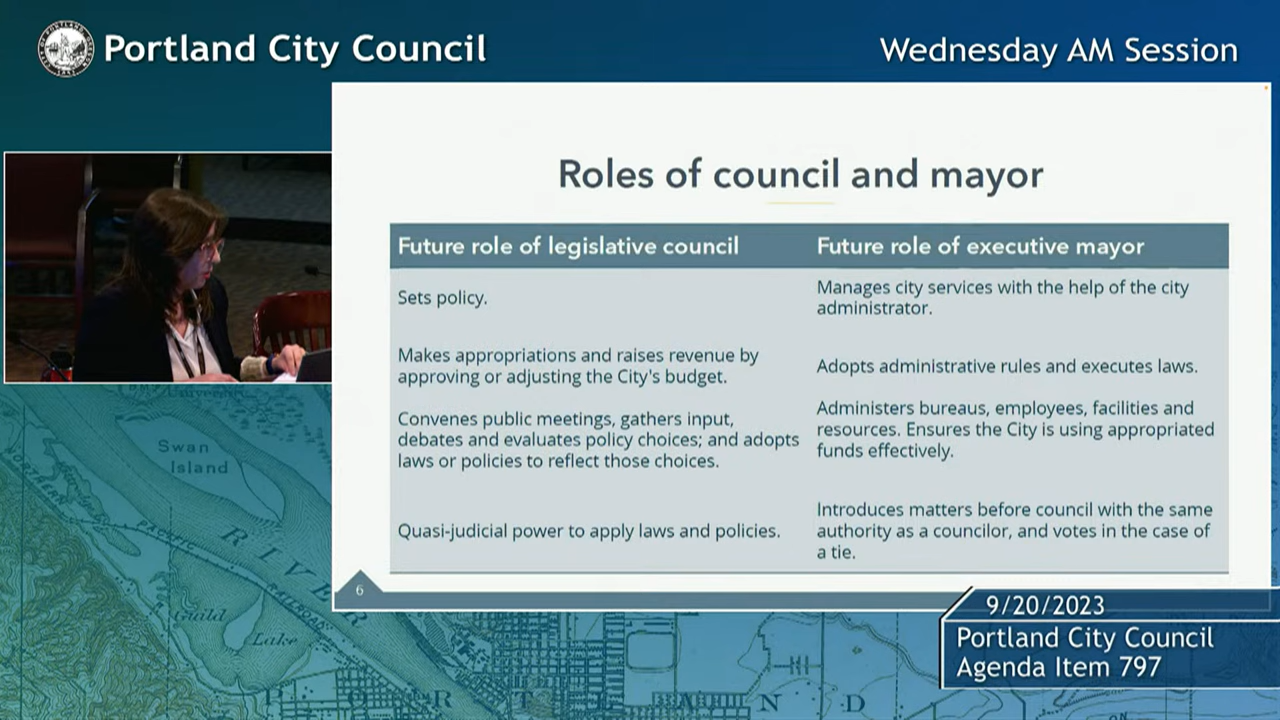 Portland City Council
Wednesday AM Session
Roles of council and mayor
Future role of legislative council
Future role of executive mayor
Sets policy.
Manages city services with the help of the city
administrator.
Makes appropriations and raises revenue by
approving or adjusting the City's budget.
Adopts administrative rules and executes laws.
Convenes public meetings, gathers input,
debates and evaluates policy choices; and adopts
laws or policies to reflect those choices.
Administers bureaus, employees, facilities and
resources. Ensures the City is using appropriated
funds effectively.
Quasi-judicial power to apply laws and policies.
Introduces matters before council with the same
authority as a councilor, and votes in the case of
a tie.
6
Swan
Island
NORTHERN
PACIFIC
RAILROAD
RIVER
Guild
Lake
9/20/2023
Portland City Council
Agenda Item 797